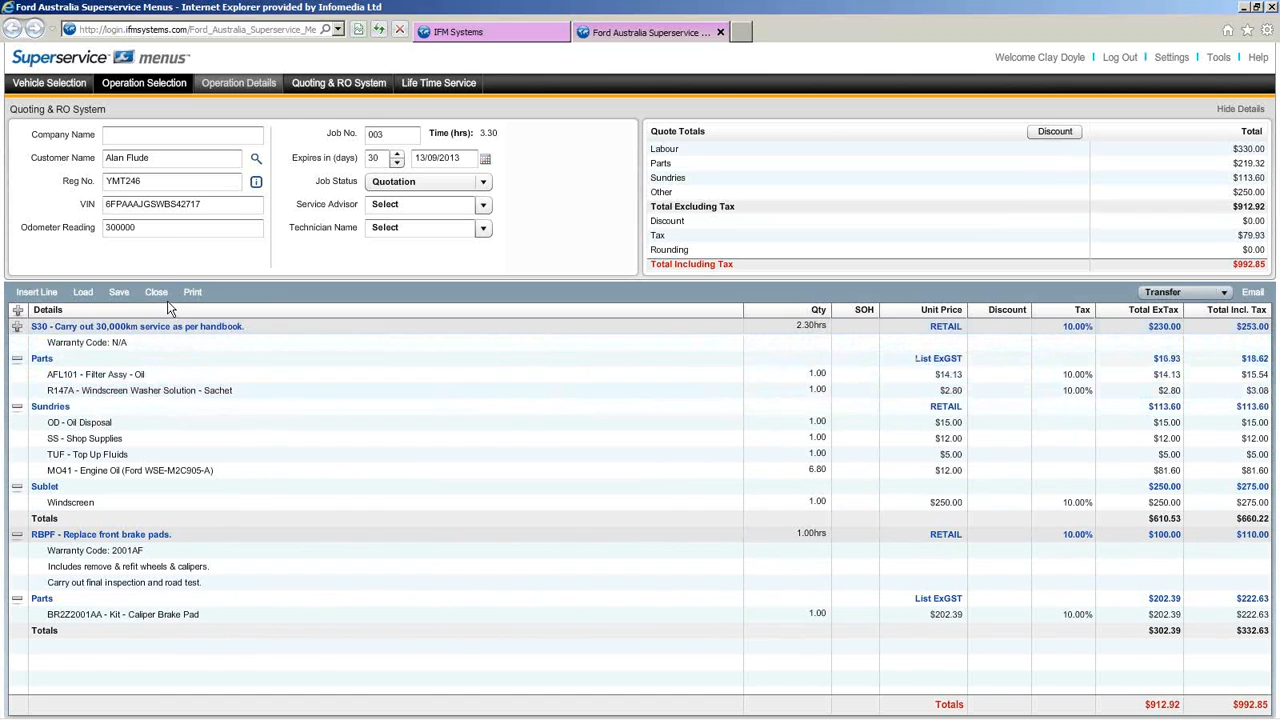 Ford Australia Superservice Menus - Internet Explorer provided by Infomedia Ltd
http://login.ifmsystems.com/Ford_Australia_Superservice_Me
IFM Systems
Ford Australia Superservice ...
Superservice menus
Welcome Clay Doyle | Log Out | Settings | Tools | Help
Vehicle Selection Operation Selection Operation Details Quoting & RO System Life Time Service
Quoting & RO System Hide Details
Company Name
Customer Name Alan Flude
Reg No. YMT246
VIN 6FPAAAJGSWBS42717
Odometer Reading 300000
Job No. 003 Time (hrs): 3.30
Expires in (days) 30 13/09/2013
Job Status Quotation
Service Advisor Select
Technician Name Select
Quote Totals Discount Total
Labour $330.00
Parts $219.32
Sundries $113.60
Other $250.00
Total Excluding Tax $912.92
Discount $0.00
Tax $79.93
Rounding $0.00
Total Including Tax $992.85
Insert Line Load Save Close Print Transfer Email
Details Qty SOH Unit Price Discount Tax Total ExTax Total Incl. Tax
S30 - Carry out 30,000km service as per handbook. 2.30hrs RETAIL 10.00% $230.00 $253.00
Warranty Code: N/A
Parts List ExGST $16.93 $18.62
AFL101 - Filter Assy - Oil 1.00 $14.13 10.00% $14.13 $15.54
R147A - Windscreen Washer Solution - Sachet 1.00 $2.80 10.00% $2.80 $3.08
Sundries RETAIL $113.60 $113.60
OD - Oil Disposal 1.00 $15.00 $15.00 $15.00
SS - Shop Supplies 1.00 $12.00 $12.00 $12.00
TUF - Top Up Fluids 1.00 $5.00 $5.00 $5.00
MO41 - Engine Oil (Ford WSE-M2C905-A) 6.80 $12.00 $81.60 $81.60
Sublet $250.00 $275.00
Windscreen 1.00 $250.00 10.00% $250.00 $275.00
Totals $610.53 $660.22
RBPF - Replace front brake pads. 1.00hrs RETAIL 10.00% $100.00 $110.00
Warranty Code: 2001AF
Includes remove & refit wheels & calipers.
Carry out final inspection and road test.
Parts List ExGST $202.39 $222.63
BR2Z2001AA - Kit - Caliper Brake Pad 1.00 $202.39 10.00% $202.39 $222.63
Totals $302.39 $332.63
Totals $912.92 $992.85